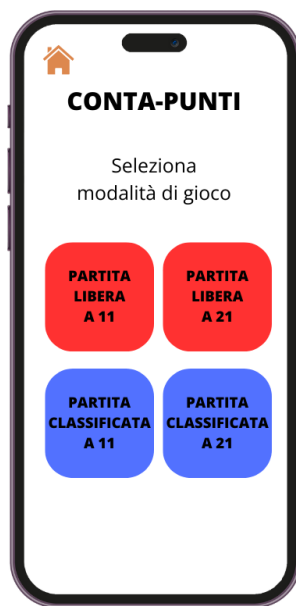 CONTA-PUNTI
Seleziona
modalità di gioco
PARTITA
LIBERA
A 11
PARTITA
LIBERA
A 21
PARTITA
CLASSIFICATA
A 11
PARTITA
CLASSIFICATA
A 21